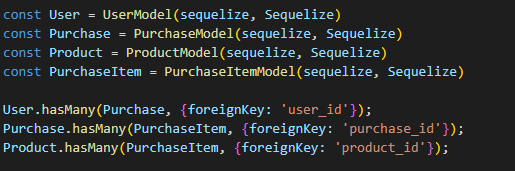 const User = UserModel(sequelize, Sequelize)
const Purchase = PurchaseModel(sequelize, Sequelize)
const Product = ProductModel(sequelize, Sequelize)
const PurchaseItem = PurchaseItemModel(sequelize, Sequelize)
User.hasMany(Purchase, {foreignKey: 'user_id'});
Purchase.hasMany(PurchaseItem, {foreignKey: 'purchase_id'});
Product.hasMany(PurchaseItem, {foreignKey: 'product_id'});